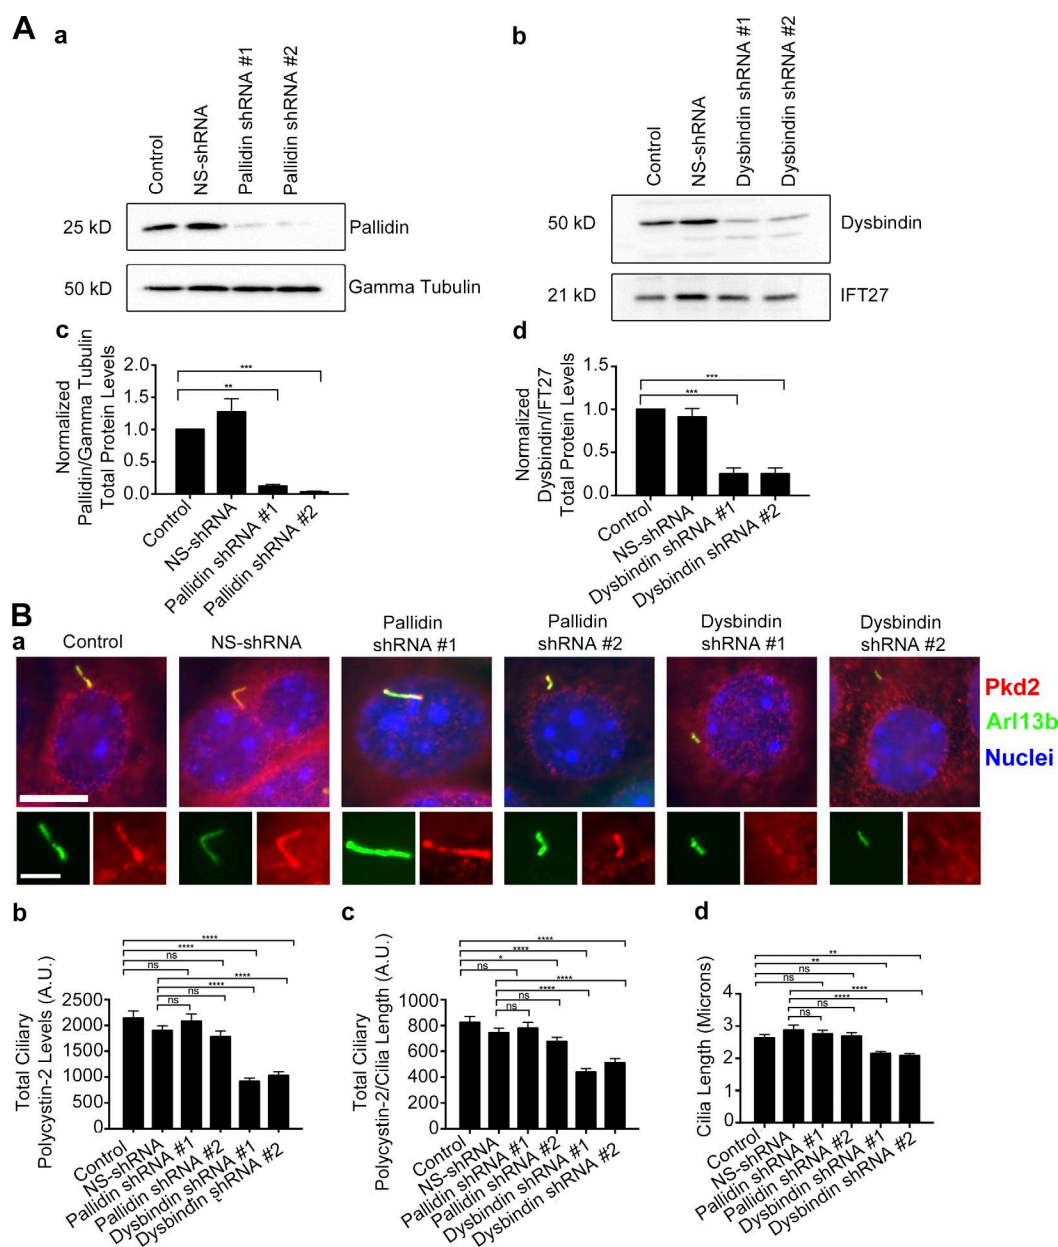 A
a
Control
NS-shRNA
Pallidin shRNA #1
Pallidin shRNA #2
25 kD
Pallidin
50 kD
Gamma Tubulin
b
Control
NS-shRNA
Dysbindin shRNA #1
Dysbindin shRNA #2
50 kD
Dysbindin
21 kD
IFT27
c
Normalized
Pallidin/Gamma Tubulin
Total Protein Levels
2.0
1.5
1.0
0.5
0.0
***
**
Control
NS-shRNA
Pallidin shRNA #1
Pallidin shRNA #2
d
Normalized
Dysbindin/IFT27
Total Protein Levels
1.5
1.0
0.5
0.0
***
***
Control
NS-shRNA
Dysbindin shRNA #1
Dysbindin shRNA #2
B
a
Control
NS-shRNA
Pallidin
shRNA #1
Pallidin
shRNA #2
Dysbindin
shRNA #1
Dysbindin
shRNA #2
Pkd2
Arl13b
Nuclei
b
Total Ciliary
Polycystin-2 Levels (A.U.)
2500
2000
1500
1000
500
0
****
****
ns
ns
****
****
ns
ns
Control
NS-shRNA
Pallidin shRNA #1
Pallidin shRNA #2
Dysbindin shRNA #1
Dysbindin shRNA #2
c
Total Ciliary
Polycystin-2/Cilia Length (A.U.)
1000
800
600
400
200
0
****
****
*
ns
****
****
ns
ns
Control
NS-shRNA
Pallidin shRNA #1
Pallidin shRNA #2
Dysbindin shRNA #1
Dysbindin shRNA #2
d
Cilia Length (Microns)
4
3
2
1
0
**
**
ns
ns
****
****
ns
ns
Control
NS-shRNA
Pallidin shRNA #1
Pallidin shRNA #2
Dysbindin shRNA #1
Dysbindin shRNA #2